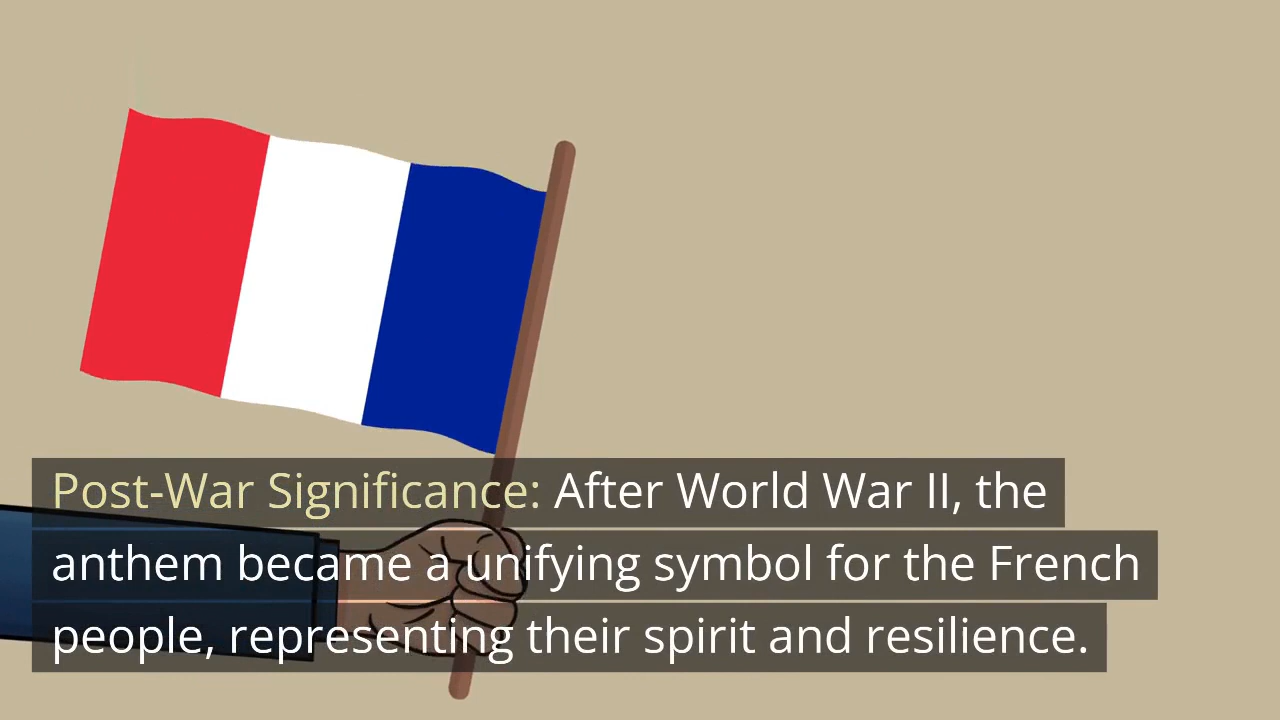 Post-War Significance: After World War II, the
anthem became a unifying symbol for the French
people, representing their spirit and resilience.